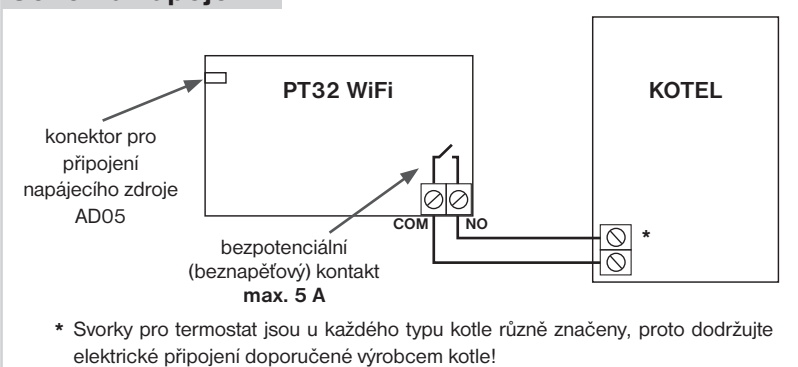 PT32 WiFi
KOTEL
konektor pro
připojení
napájecího zdroje
AD05
COM
NO
*
bezpotenciální
(beznapěťový) kontakt
max. 5 A
* Svorky pro termostat jsou u každého typu kotle různě značeny, proto dodržujte
elektrické připojení doporučené výrobcem kotle!